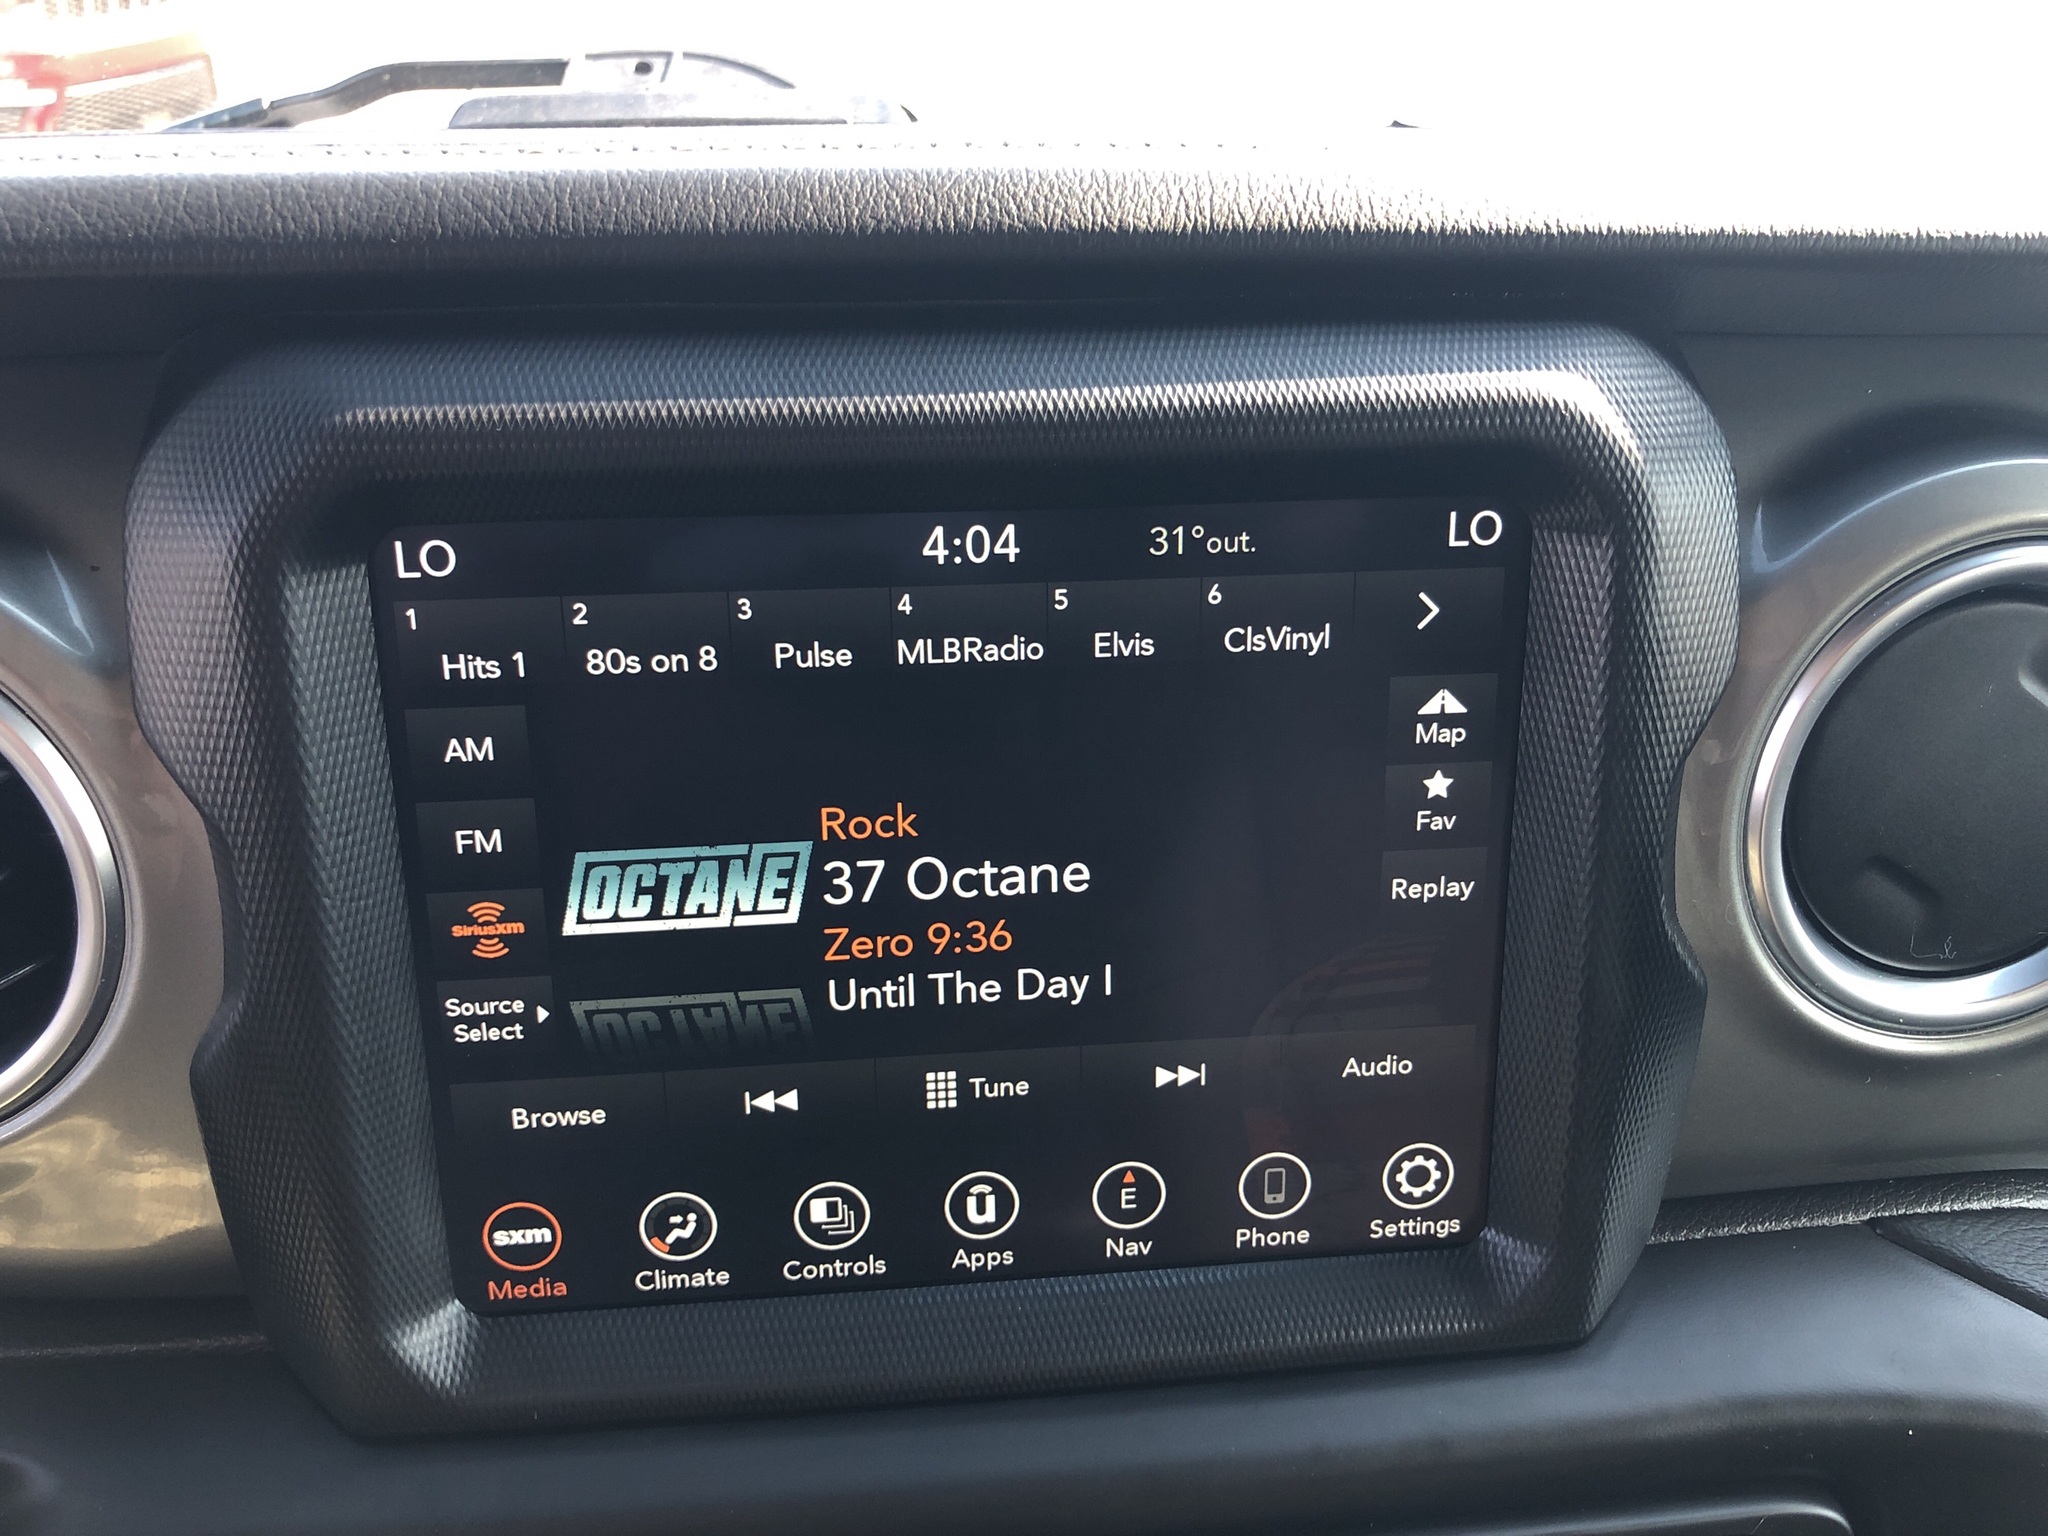 LO 4:04 31°out. LO
1 2 3 4 5 6
Hits 1 80s on 8 Pulse MLBRadio Elvis ClsVinyl
AM
FM
SiriusXM
Source
Select
OCTANE
Rock
37 Octane
Zero 9:36
Until The Day I
Map
Fav
Replay
Browse Tune Audio
sxm u E
Media Climate Controls Apps Nav Phone Settings